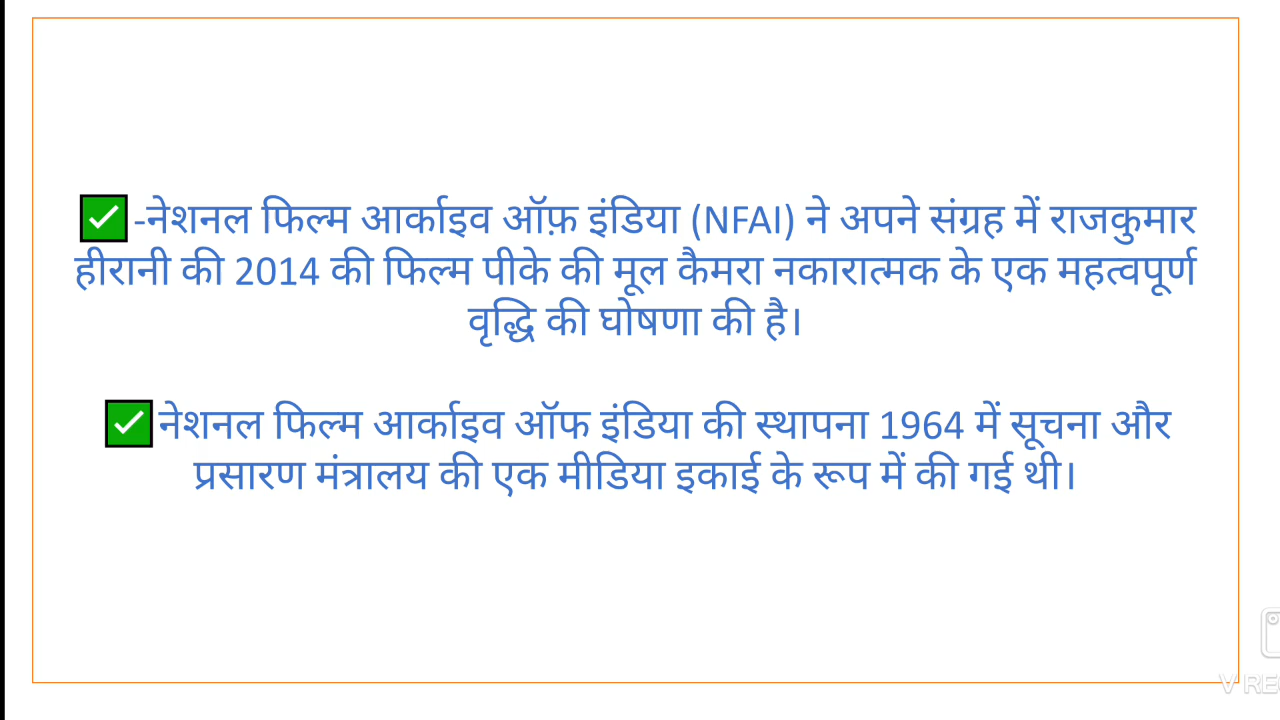 ✅-नेशनल फिल्म आर्काइव ऑफ़ इंडिया (NFAI) ने अपने संग्रह में राजकुमार
हीरानी की 2014 की फिल्म पीके की मूल कैमरा नकारात्मक के एक महत्वपूर्ण
वृद्धि की घोषणा की है।
✅नेशनल फिल्म आर्काइव ऑफ इंडिया की स्थापना 1964 में सूचना और
प्रसारण मंत्रालय की एक मीडिया इकाई के रूप में की गई थी।